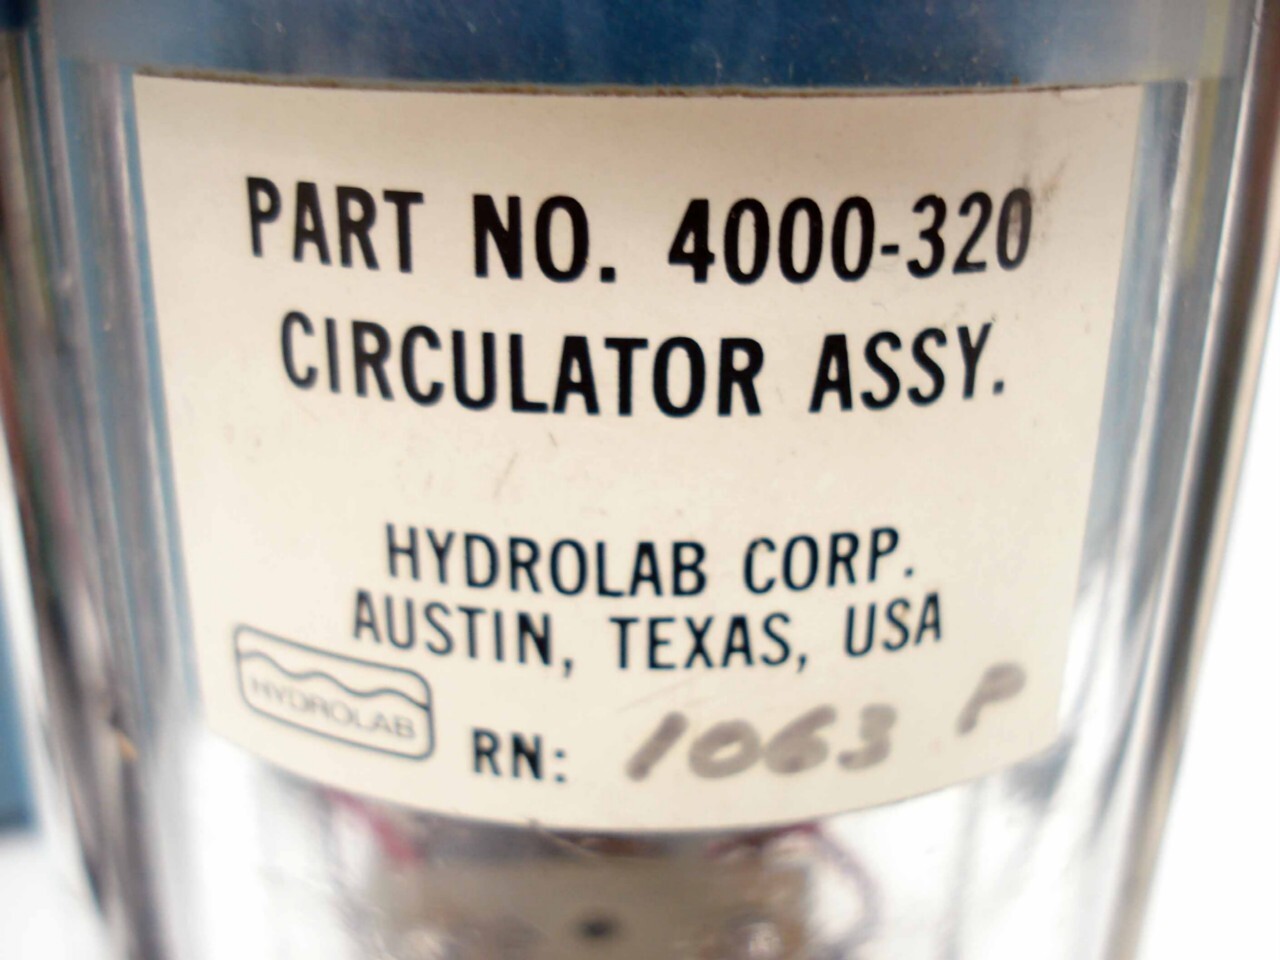 PART NO. 4000-320
CIRCULATOR ASSY.
HYDROLAB CORP.
AUSTIN, TEXAS, USA
HYDROLAB
RN: 1063 P